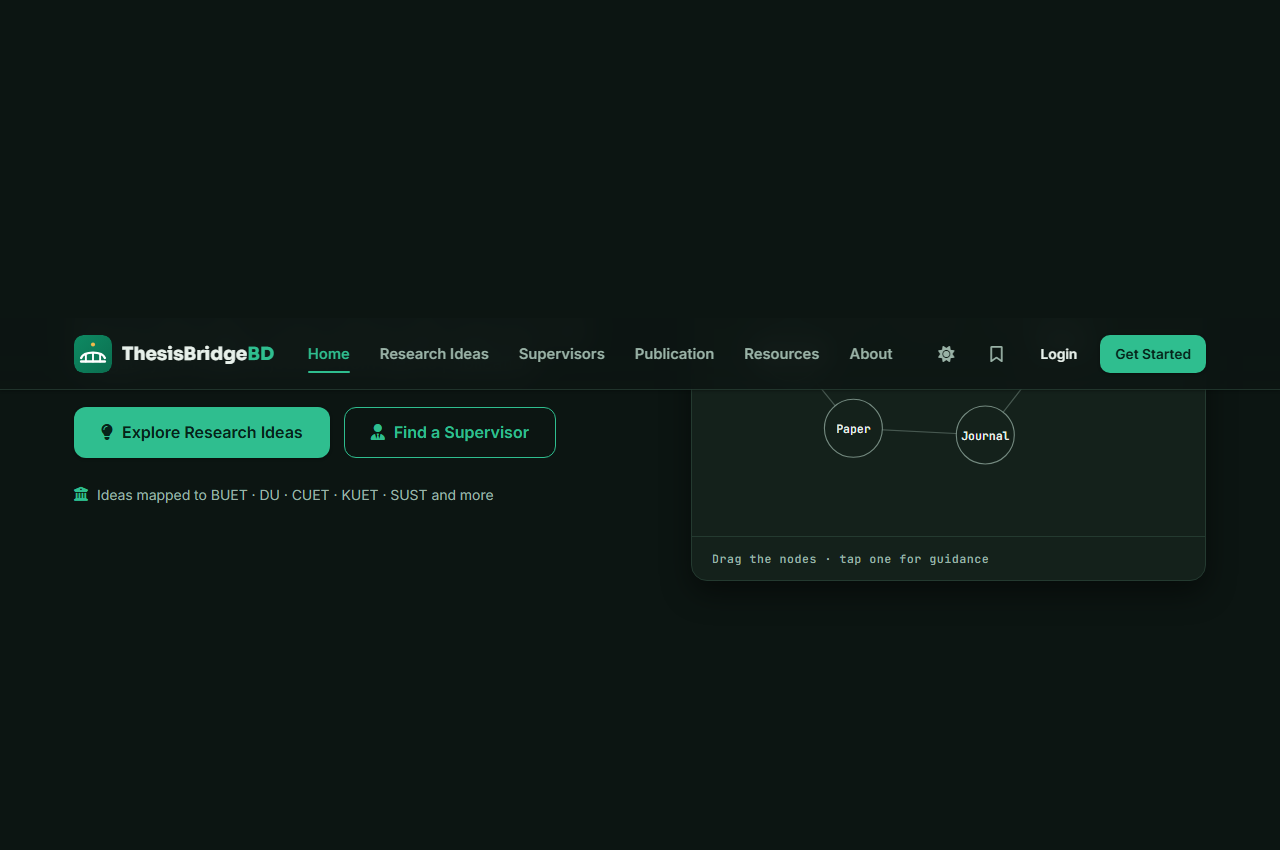 ThesisBridgeBD Home Research Ideas Supervisors Publication Resources About Login Get Started
Explore Research Ideas Find a Supervisor
Ideas mapped to BUET · DU · CUET · KUET · SUST and more
Paper Journal
Drag the nodes · tap one for guidance